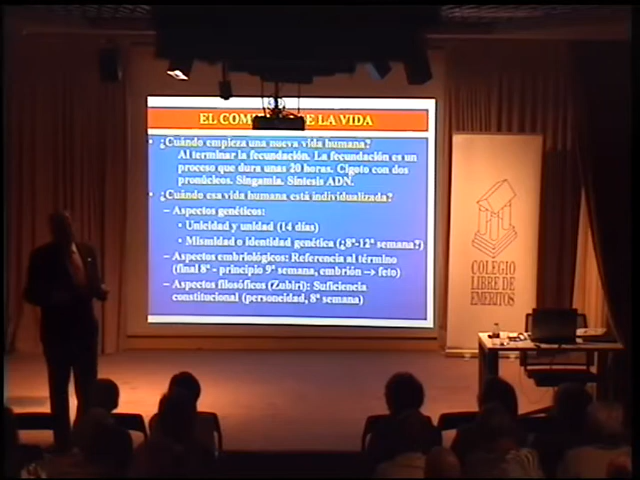 EL COM E LA VIDA
• ¿Cuándo empieza una nueva vida humana?
Al terminar la fecundación. La fecundación es un
proceso que dura unas 20 horas. Cigoto con dos
pronúcleos. Singamia. Síntesis ADN.
• ¿Cuándo esa vida humana está individualizada?
– Aspectos genéticos:
• Unicidad y unidad (14 días)
• Mismidad o identidad genética (¿8ª-12ª semana?)
– Aspectos embriológicos: Referencia al término
(final 8ª - principio 9ª semana, embrión → feto)
– Aspectos filosóficos (Zubiri): Suficiencia
constitucional (personeidad, 8ª semana)
COLEGIO
LIBRE DE
EMÉRITOS